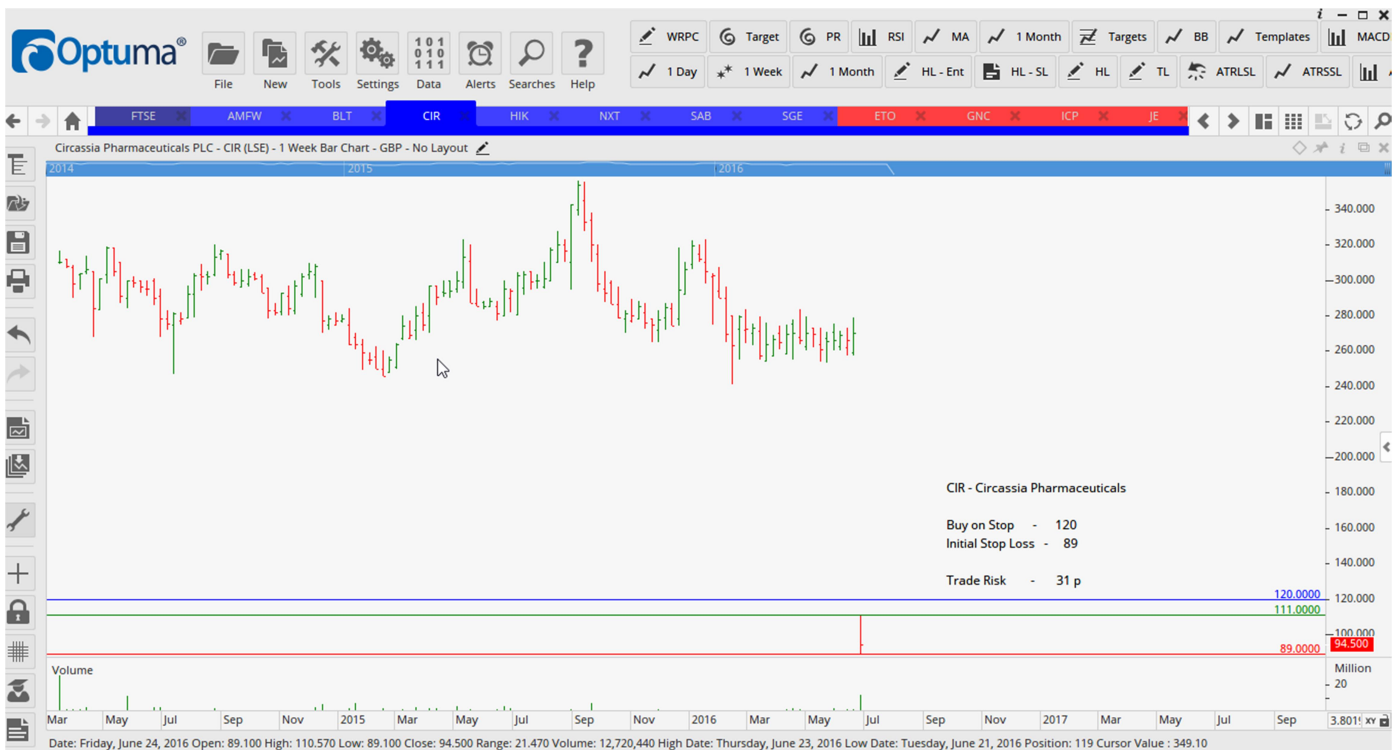 i
Optuma®
File New Tools Settings Data Alerts Searches Help
WRPC Target PR RSI MA 1 Month Targets BB Templates MACD
1 Day 1 Week 1 Month HL - Ent HL - SL HL TL ATRLSL ATRSSL
FTSE AMFW BLT CIR HIK NXT SAB SGE ETO GNC ICP JE
Circassia Pharmaceuticals PLC - CIR (LSE) - 1 Week Bar Chart - GBP - No Layout
2014 2015 2016
340.000
320.000
300.000
280.000
260.000
240.000
220.000
200.000
CIR - Circassia Pharmaceuticals
180.000
Buy on Stop - 120
160.000
Initial Stop Loss - 89
140.000
Trade Risk - 31 p
120.0000 120.000
111.0000
100.000
94.500
89.0000
Volume Million
20
Mar May Jul Sep Nov 2015 Mar May Jul Sep Nov 2016 Mar May Jul Sep Nov 2017 Mar May Jul Sep XY
Date: Friday, June 24, 2016 Open: 89.100 High: 110.570 Low: 89.100 Close: 94.500 Range: 21.470 Volume: 12,720,440 High Date: Thursday, June 23, 2016 Low Date: Tuesday, June 21, 2016 Position: 119 Cursor Value : 349.10